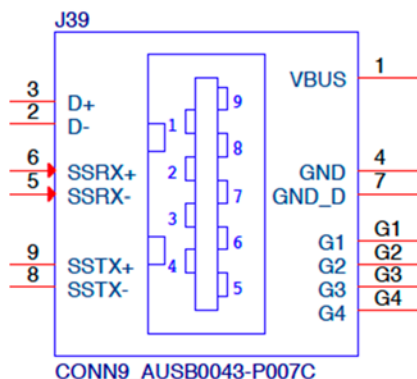 J39
1
VBUS
3
D+
2
D-
6
SSRX+
5
SSRX-
9
SSTX+
8
SSTX-
1
2
3
4
9
8
7
6
5
GND
4
GND_D
7
G1
G1
G2
G2
G3
G3
G4
G4
CONN9 AUSB0043-P007C